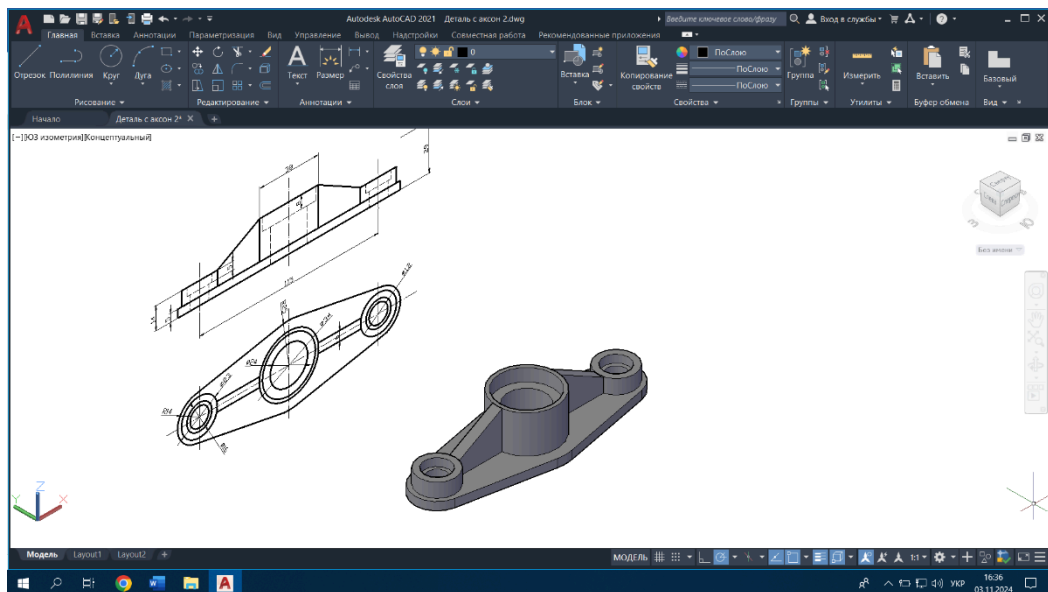 Autodesk AutoCAD 2021 Деталь с аксон 2.dwg
Введите ключевое слово/фразу
Вход в службы
Главная Вставка Аннотации Параметризация Вид Управление Вывод Надстройки Совместная работа Рекомендованные приложения
0
ПоСлою
ПоСлою
ПоСлою
Отрезок Полилиния Круг Дуга
Текст Размер
Свойства слоя
Вставка
Копирование свойств
Группа
Измерить
Вставить
Базовый
Рисование Редактирование Аннотации Слои Блок Свойства Группы Утилиты Буфер обмена Вид
Начало Деталь с аксон 2* +
[−][ЮЗ изометрия][Концептуальный]
Z
Y X
Модель Layout1 Layout2 +
МОДЕЛЬ
1:1
УКР
16:36
03.11.2024